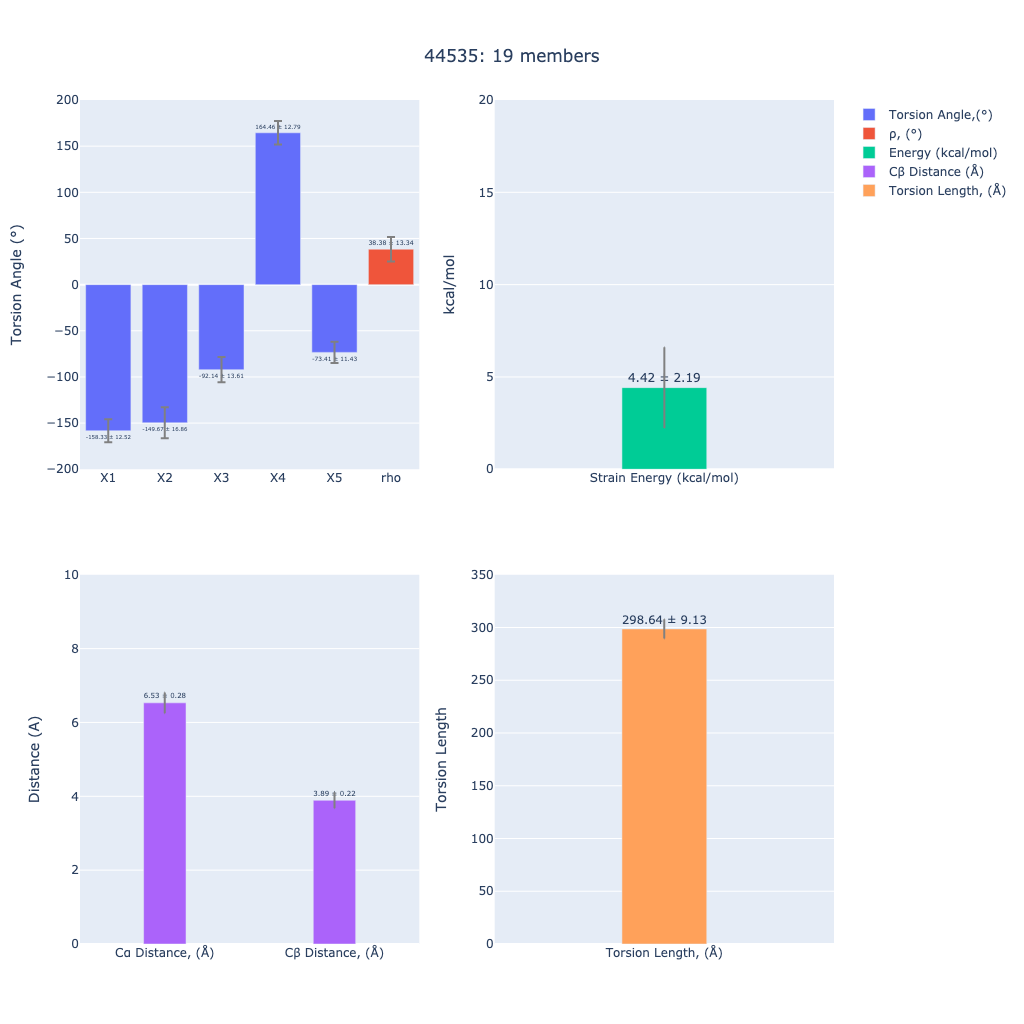 44535: 19 members
Torsion Angle (°)
200
150
100
50
0
−50
−100
−150
−200
164.46 ± 12.79
38.38 ± 13.34
-73.41 ± 11.43
-92.14 ± 13.61
-149.67 ± 16.86
-158.33 ± 12.52
X1 X2 X3 X4 X5 rho
kcal/mol
20
15
10
5
0
4.42 ± 2.19
Strain Energy (kcal/mol)
Torsion Angle,(°)
ρ, (°)
Energy (kcal/mol)
Cβ Distance (Å)
Torsion Length, (Å)
Distance (A)
10
8
6
4
2
0
6.53 ± 0.28
3.89 ± 0.22
Cα Distance, (Å) Cβ Distance, (Å)
Torsion Length
350
300
250
200
150
100
50
0
298.64 ± 9.13
Torsion Length, (Å)